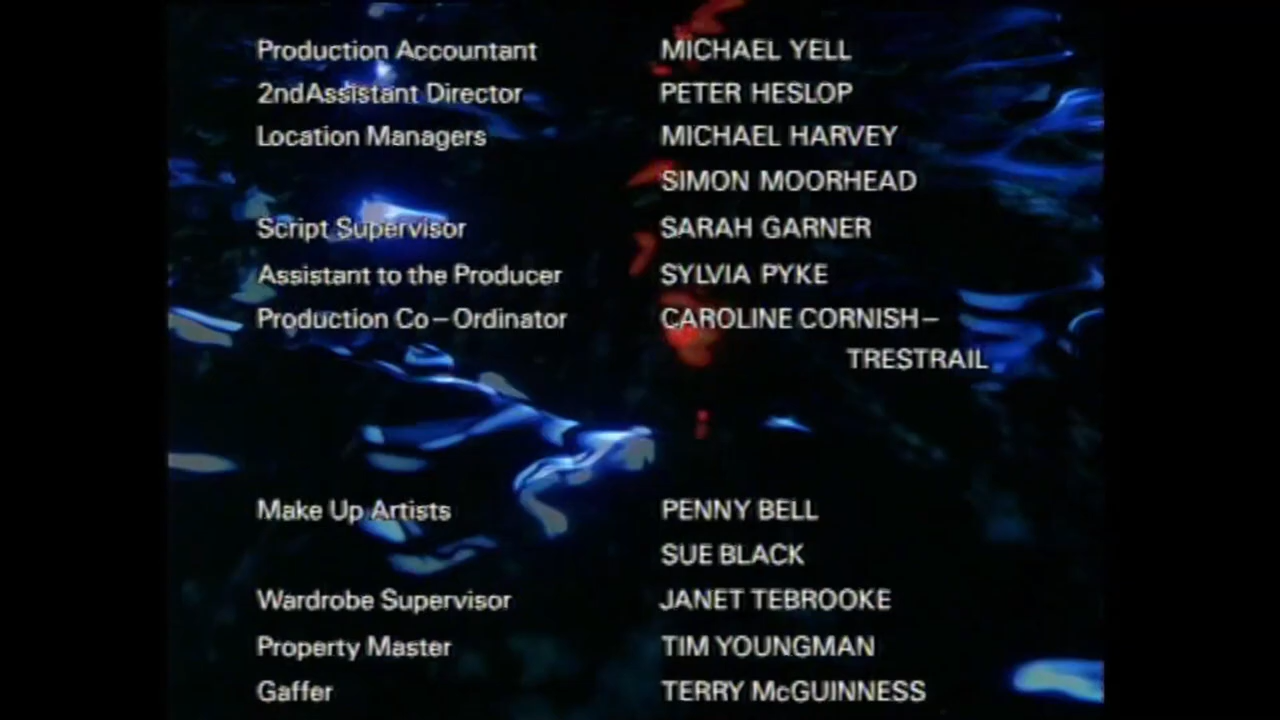 Production Accountant MICHAEL YELL
2ndAssistant Director PETER HESLOP
Location Managers MICHAEL HARVEY
SIMON MOORHEAD
Script Supervisor SARAH GARNER
Assistant to the Producer SYLVIA PYKE
Production Co–Ordinator CAROLINE CORNISH–
TRESTRAIL
Make Up Artists PENNY BELL
SUE BLACK
Wardrobe Supervisor JANET TEBROOKE
Property Master TIM YOUNGMAN
Gaffer TERRY McGUINNESS